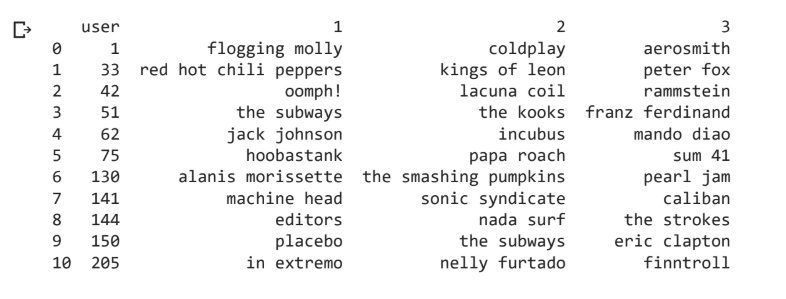 user 1 2 3
0 1 flogging molly coldplay aerosmith
1 33 red hot chili peppers kings of leon peter fox
2 42 oomph! lacuna coil rammstein
3 51 the subways the kooks franz ferdinand
4 62 jack johnson incubus mando diao
5 75 hoobastank papa roach sum 41
6 130 alanis morissette the smashing pumpkins pearl jam
7 141 machine head sonic syndicate caliban
8 144 editors nada surf the strokes
9 150 placebo the subways eric clapton
10 205 in extremo nelly furtado finntroll